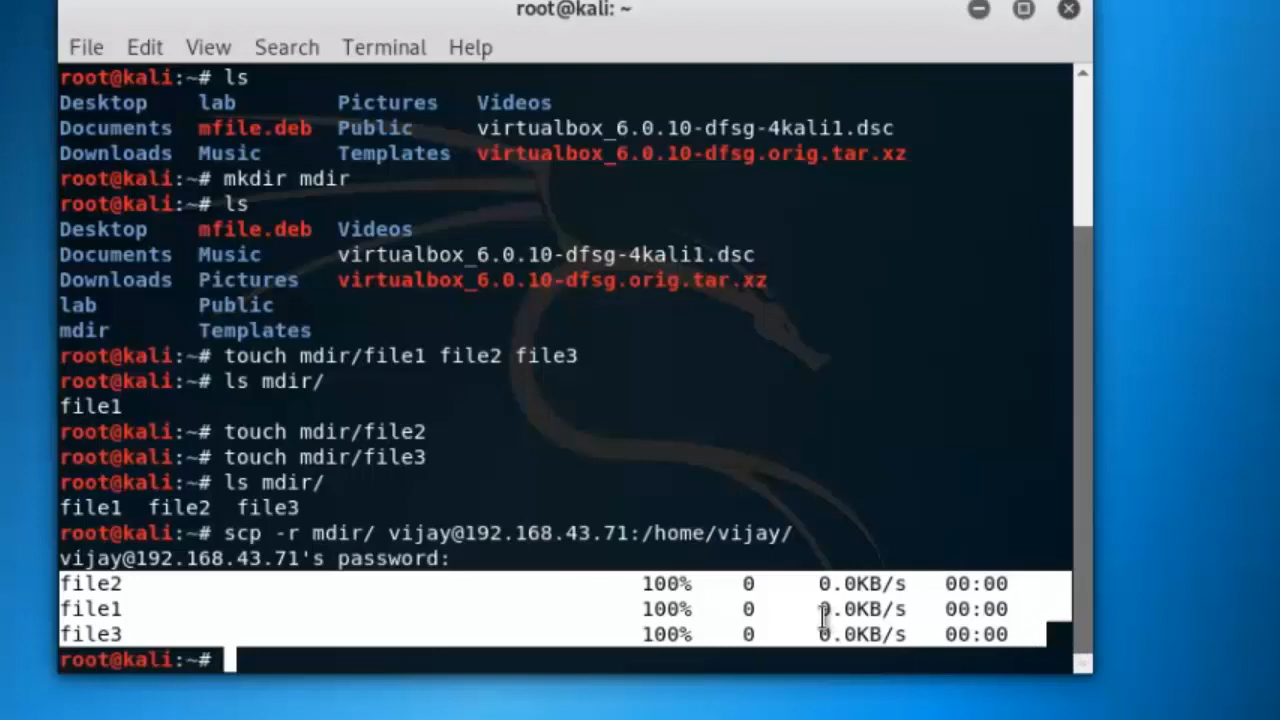 root@kali: ~
File Edit View Search Terminal Help
root@kali:~# ls
Desktop lab Pictures Videos
Documents mfile.deb Public virtualbox_6.0.10-dfsg-4kali1.dsc
Downloads Music Templates virtualbox_6.0.10-dfsg.orig.tar.xz
root@kali:~# mkdir mdir
root@kali:~# ls
Desktop mfile.deb Videos
Documents Music virtualbox_6.0.10-dfsg-4kali1.dsc
Downloads Pictures virtualbox_6.0.10-dfsg.orig.tar.xz
lab Public
mdir Templates
root@kali:~# touch mdir/file1 file2 file3
root@kali:~# ls mdir/
file1
root@kali:~# touch mdir/file2
root@kali:~# touch mdir/file3
root@kali:~# ls mdir/
file1 file2 file3
root@kali:~# scp -r mdir/ vijay@192.168.43.71:/home/vijay/
vijay@192.168.43.71's password:
file2 100% 0 0.0KB/s 00:00
file1 100% 0 0.0KB/s 00:00
file3 100% 0 0.0KB/s 00:00
root@kali:~#